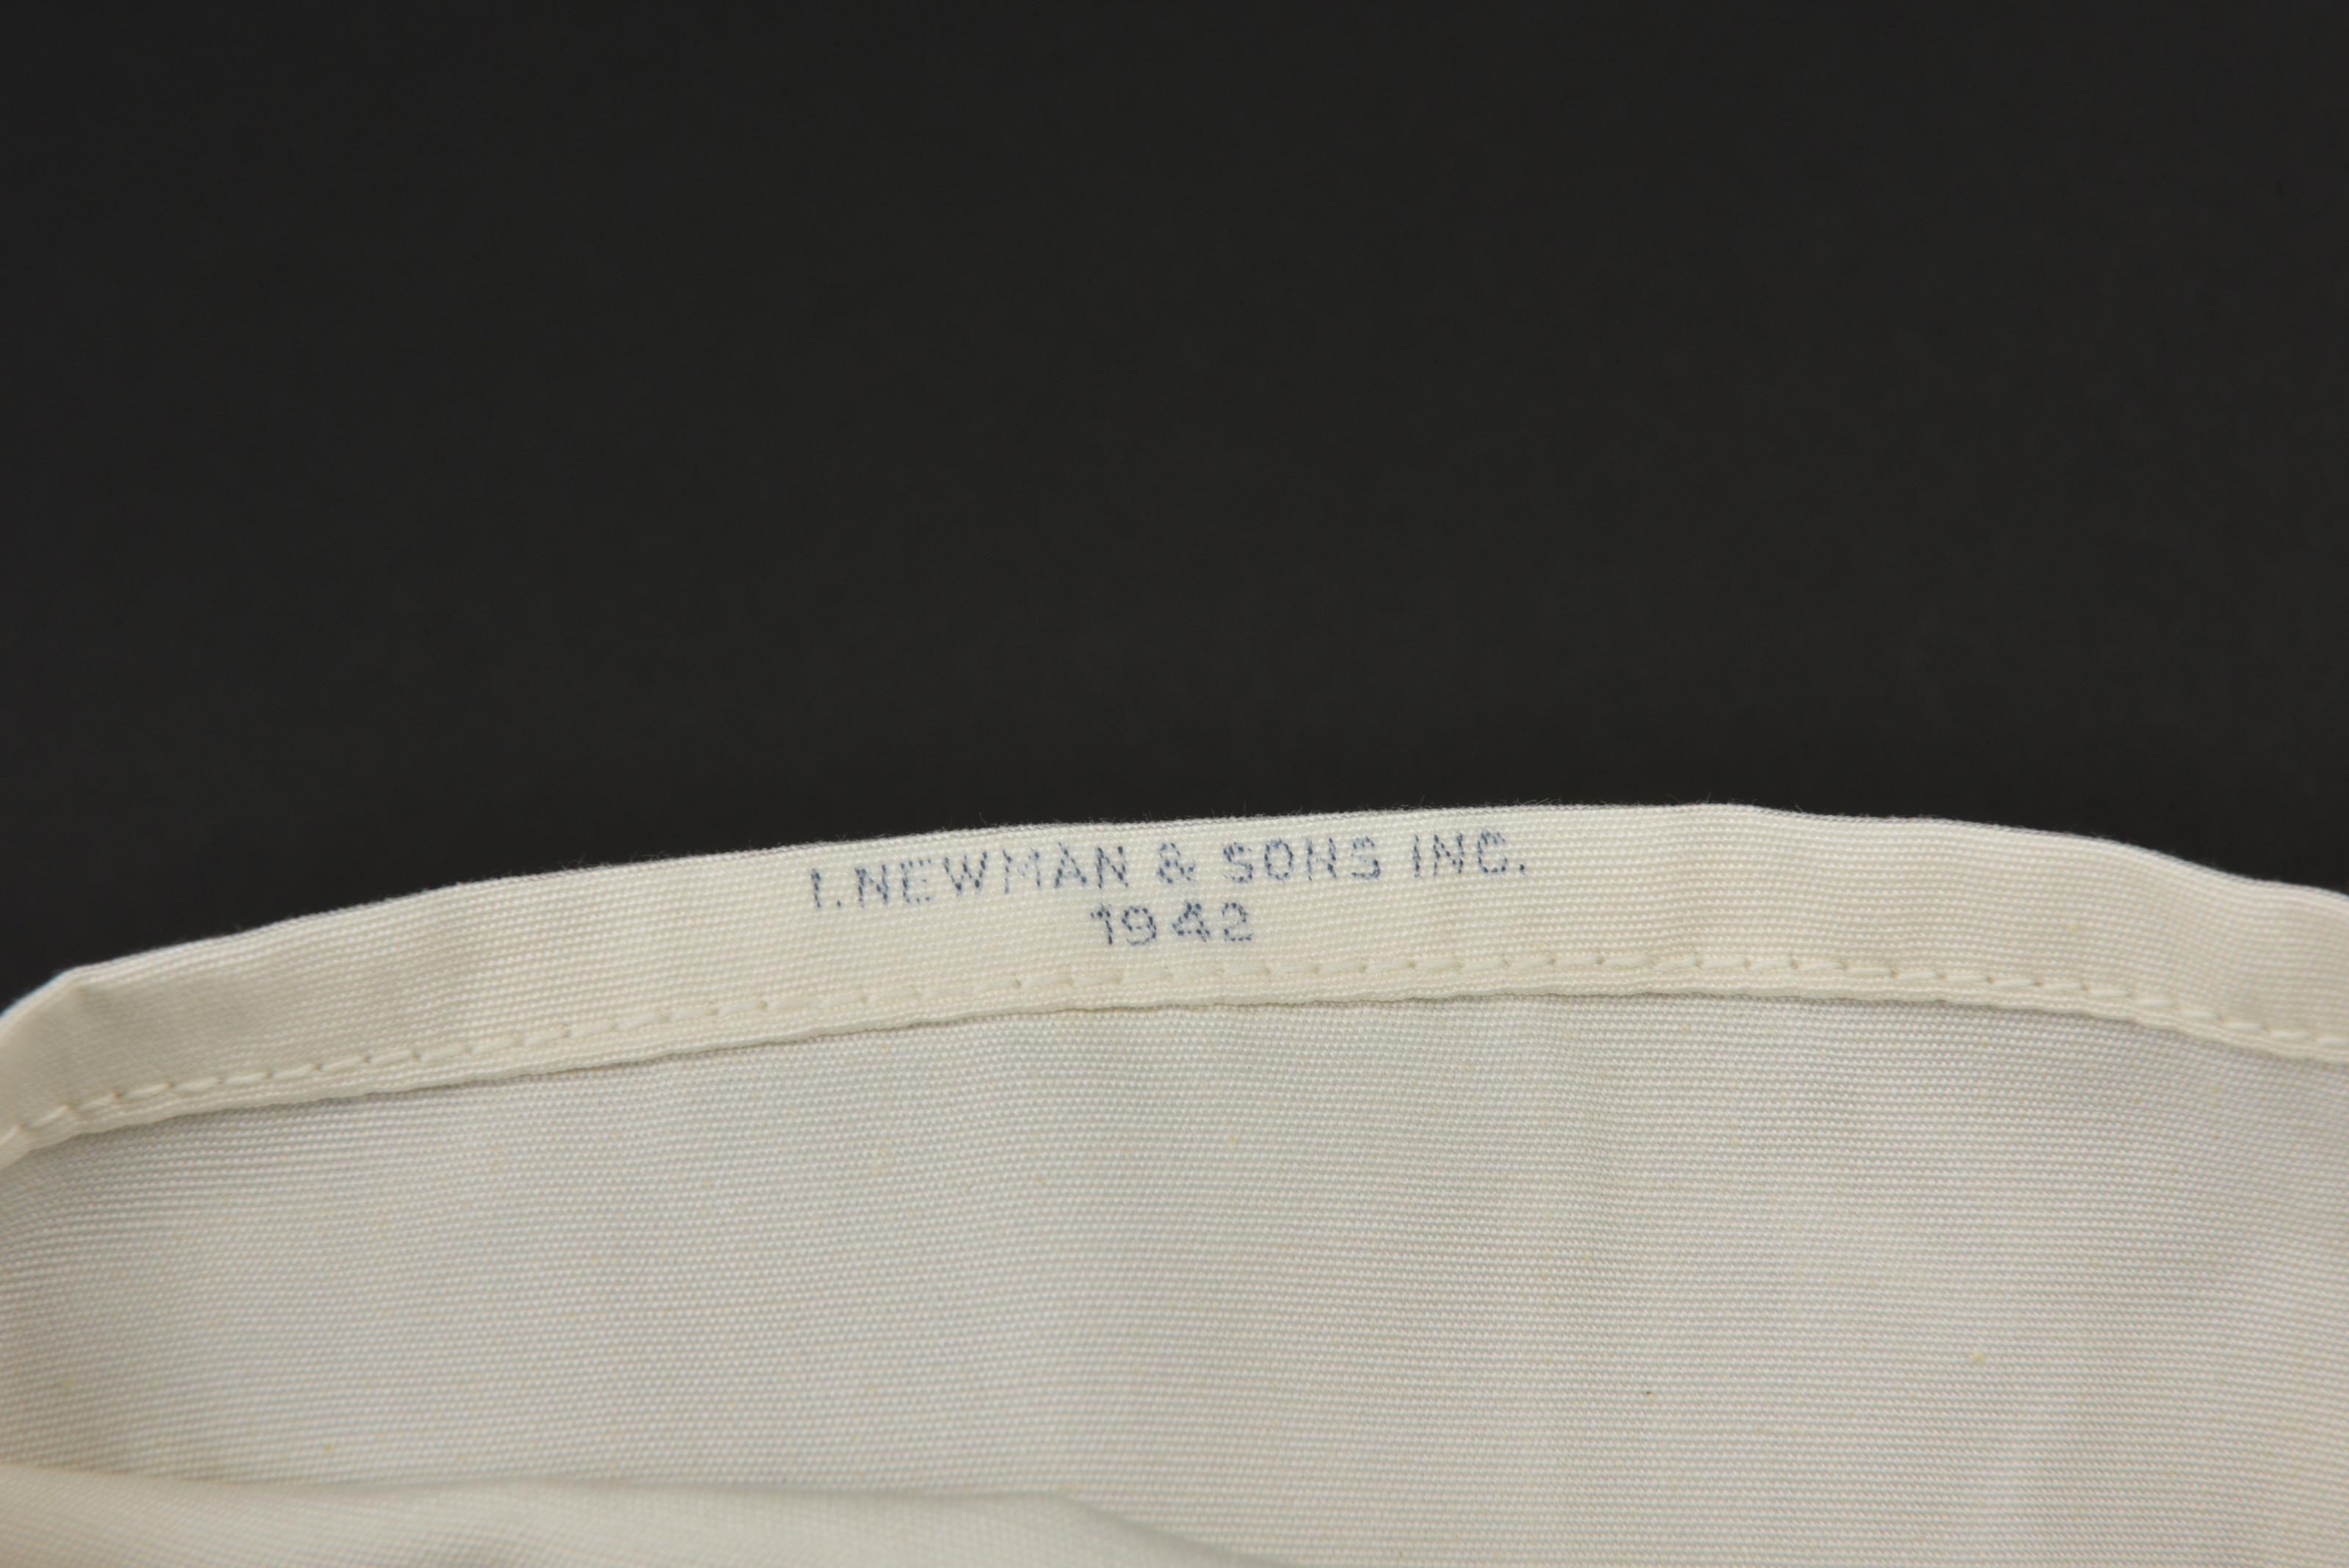 I. NEWMAN & SONS INC.
1942